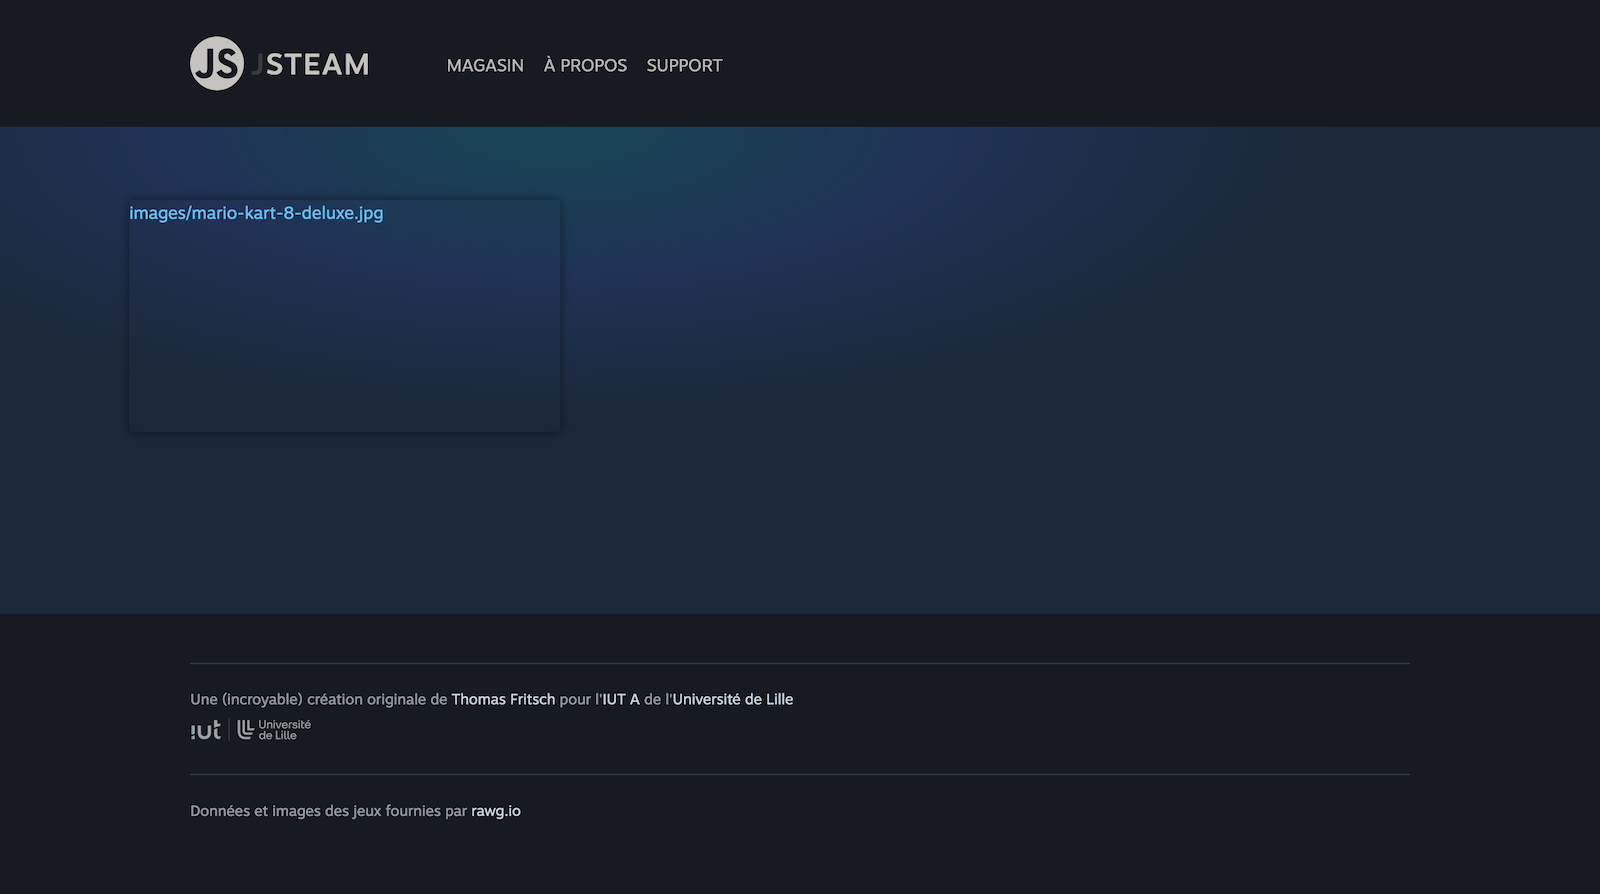 JS JSTEAM MAGASIN À PROPOS SUPPORT
images/mario-kart-8-deluxe.jpg
Une (incroyable) création originale de Thomas Fritsch pour l'IUT A de l'Université de Lille
iut Université
de Lille
Données et images des jeux fournies par rawg.io